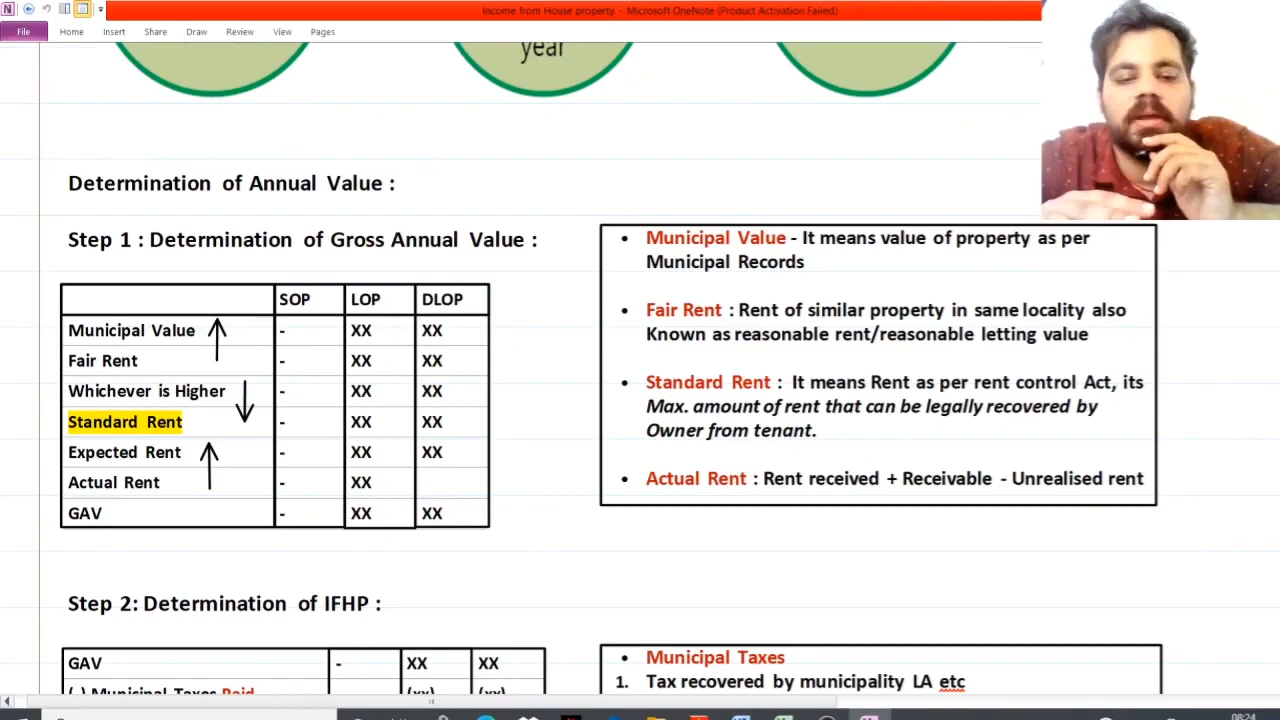 Income from House property - Microsoft OneNote (Product Activation Failed)
File Home Insert Share Draw Review View Pages
year
Determination of Annual Value :
Step 1 : Determination of Gross Annual Value :
SOP LOP DLOP
Municipal Value - XX XX
Fair Rent - XX XX
Whichever is Higher - XX XX
Standard Rent - XX XX
Expected Rent - XX XX
Actual Rent - XX
GAV - XX XX
• Municipal Value - It means value of property as per
Municipal Records
• Fair Rent : Rent of similar property in same locality also
Known as reasonable rent/reasonable letting value
• Standard Rent : It means Rent as per rent control Act, its
Max. amount of rent that can be legally recovered by
Owner from tenant.
• Actual Rent : Rent received + Receivable - Unrealised rent
Step 2: Determination of IFHP :
GAV - XX XX
(-) Municipal Taxes Paid (xx) (xx)
• Municipal Taxes
1. Tax recovered by municipality LA etc
08:24